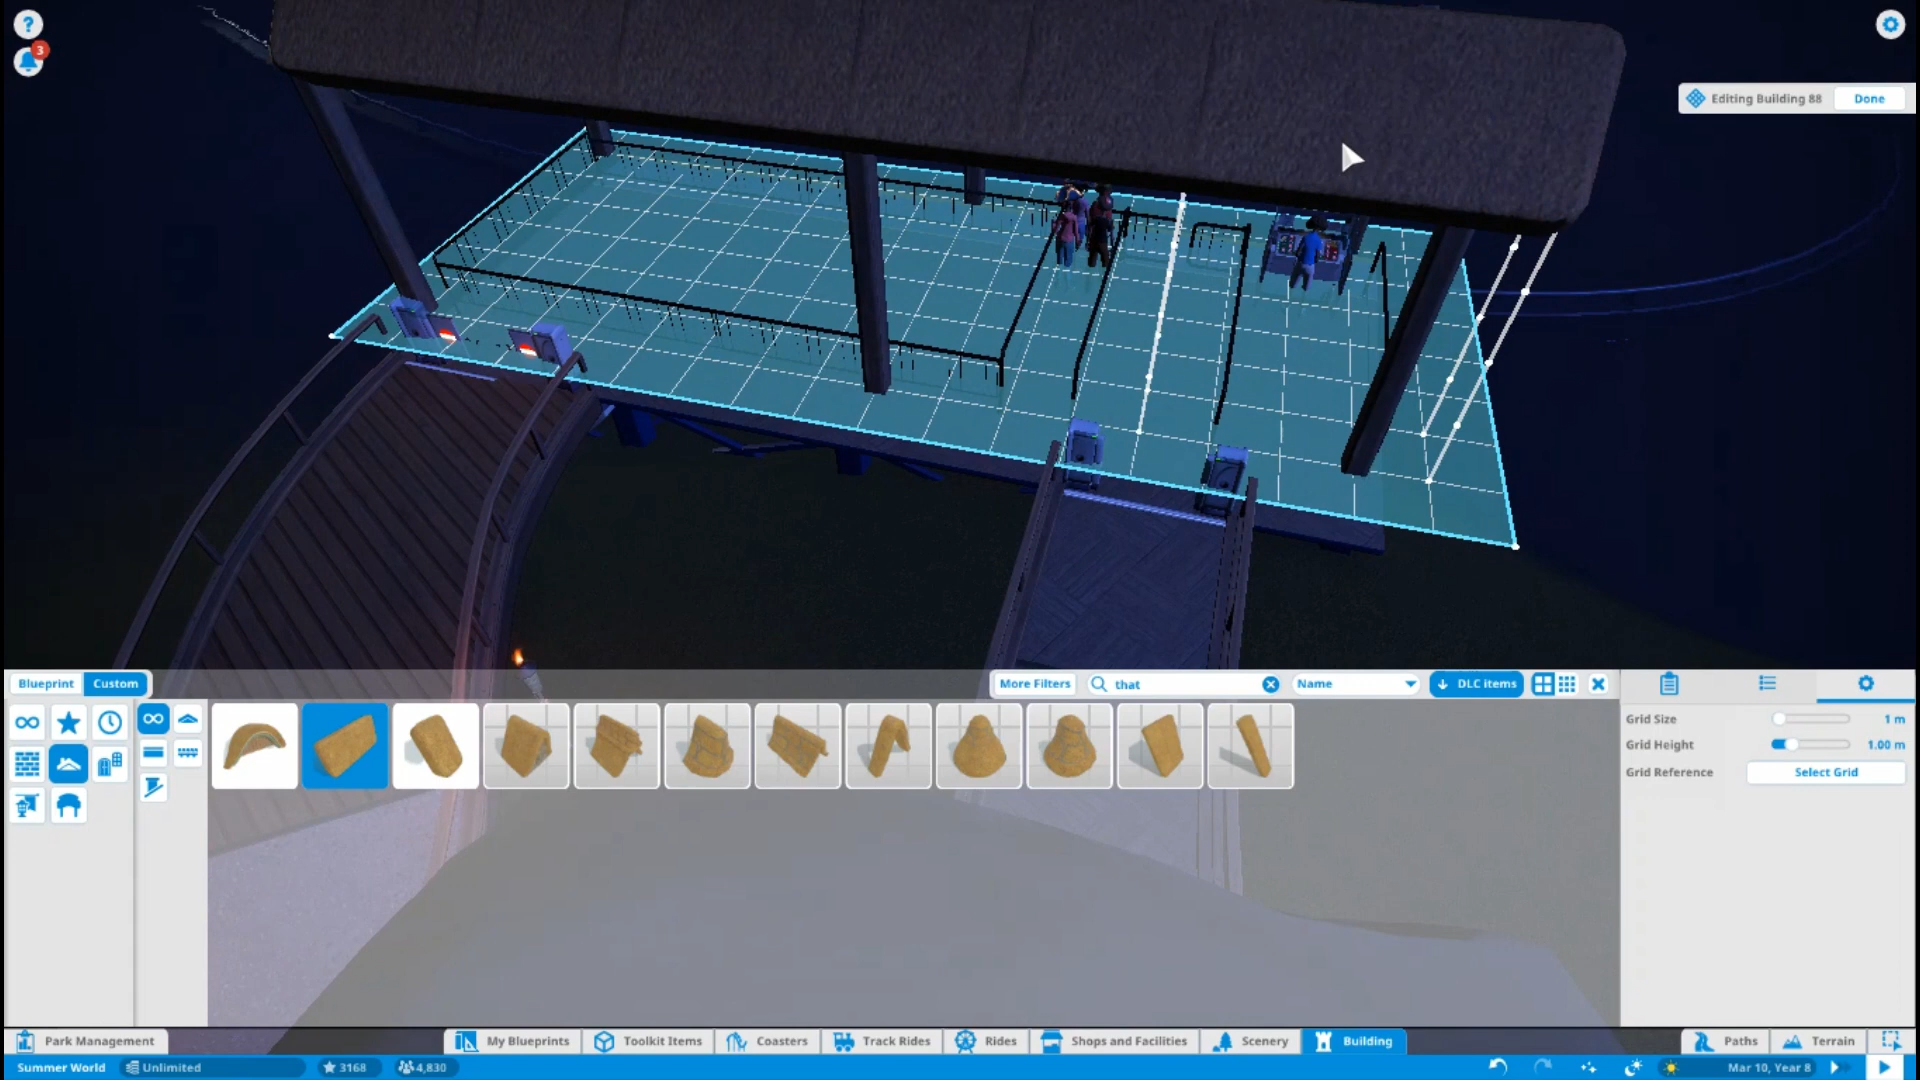 ?
3
Editing Building 88 Done
Blueprint Custom
More Filters that Name DLC items
Grid Size 1 m
Grid Height 1.00 m
Grid Reference Select Grid
Park Management My Blueprints Toolkit Items Coasters Track Rides Rides Shops and Facilities Scenery Building Paths Terrain
Summer World Unlimited 3168 4,830 Mar 10, Year 8